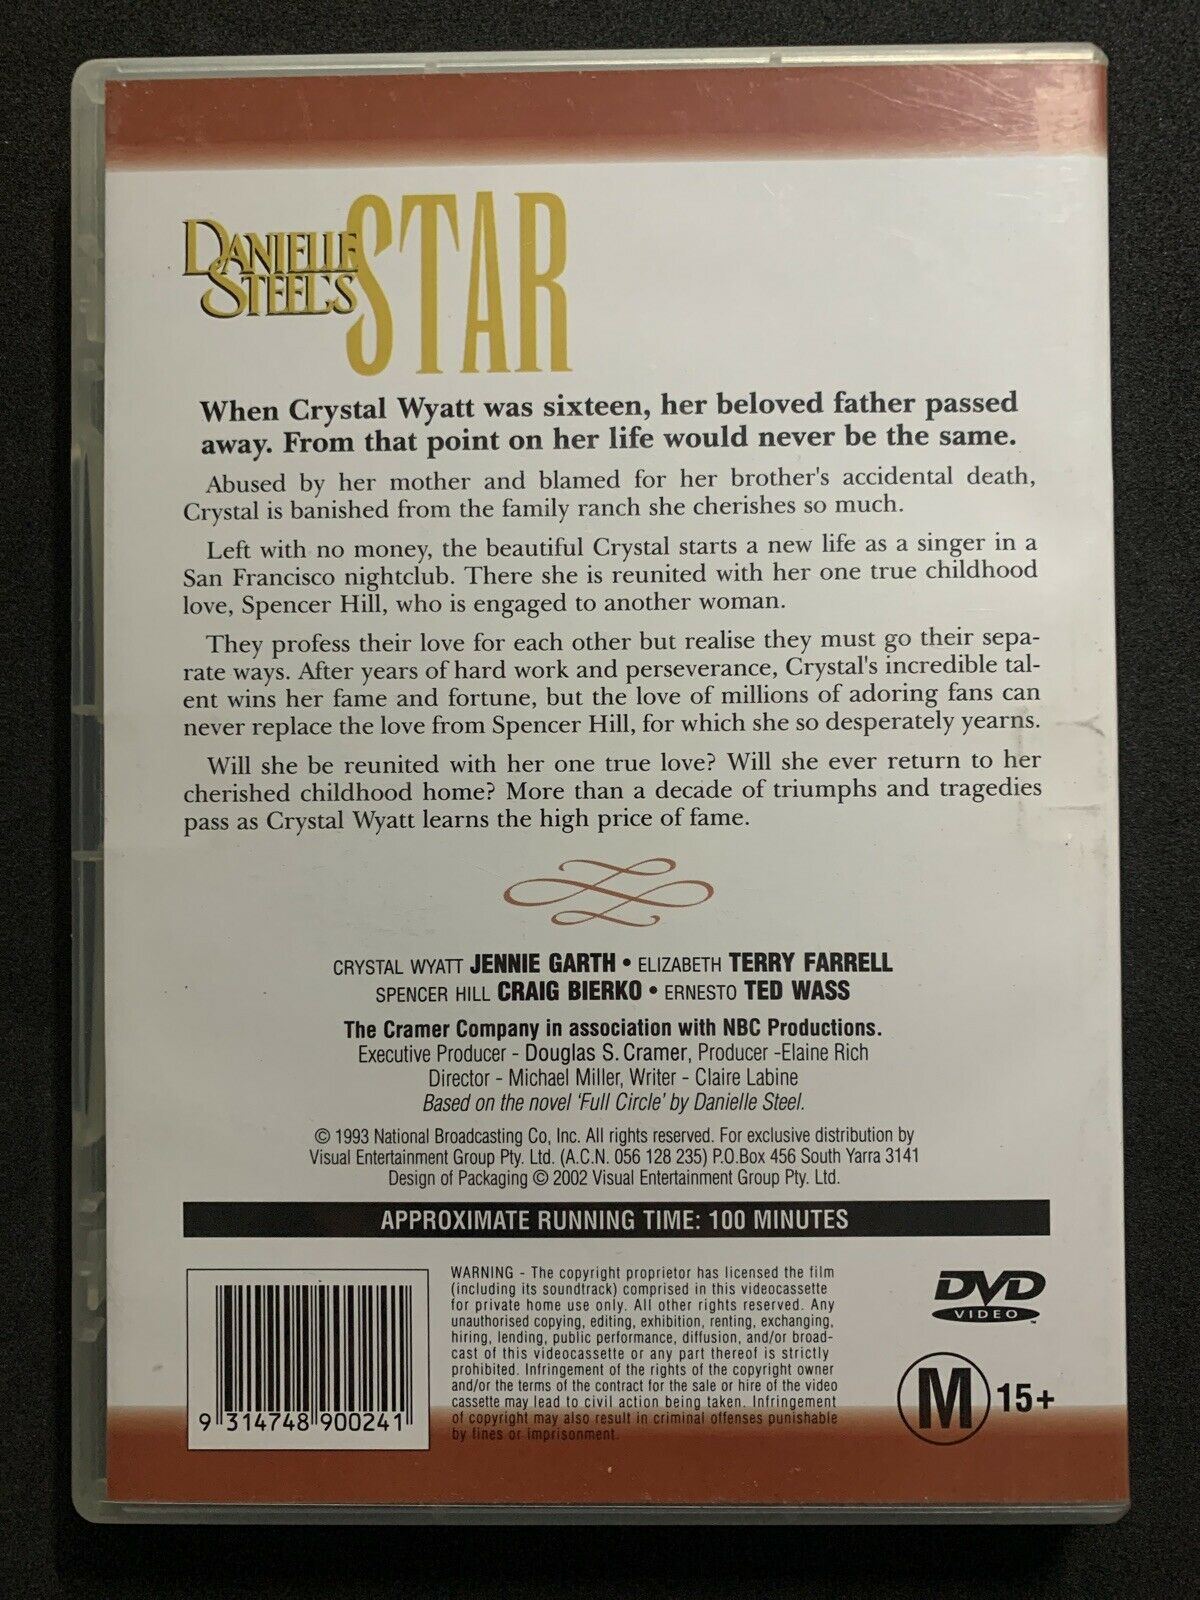 DANIELLE STEEL'S STAR
When Crystal Wyatt was sixteen, her beloved father passed
away. From that point on her life would never be the same.
Abused by her mother and blamed for her brother's accidental death,
Crystal is banished from the family ranch she cherishes so much.
Left with no money, the beautiful Crystal starts a new life as a singer in a
San Francisco nightclub. There she is reunited with her one true childhood
love, Spencer Hill, who is engaged to another woman.
They profess their love for each other but realise they must go their sepa-
rate ways. After years of hard work and perseverance, Crystal's incredible tal-
ent wins her fame and fortune, but the love of millions of adoring fans can
never replace the love from Spencer Hill, for which she so desperately yearns.
Will she be reunited with her one true love? Will she ever return to her
cherished childhood home? More than a decade of triumphs and tragedies
pass as Crystal Wyatt learns the high price of fame.
CRYSTAL WYATT JENNIE GARTH • ELIZABETH TERRY FARRELL
SPENCER HILL CRAIG BIERKO • ERNESTO TED WASS
The Cramer Company in association with NBC Productions.
Executive Producer - Douglas S. Cramer, Producer -Elaine Rich
Director - Michael Miller, Writer - Claire Labine
Based on the novel 'Full Circle' by Danielle Steel.
© 1993 National Broadcasting Co, Inc. All rights reserved. For exclusive distribution by
Visual Entertainment Group Pty. Ltd. (A.C.N. 056 128 235) P.O.Box 456 South Yarra 3141
Design of Packaging © 2002 Visual Entertainment Group Pty. Ltd.
APPROXIMATE RUNNING TIME: 100 MINUTES
WARNING - The copyright proprietor has licensed the film
(including its soundtrack) comprised in this videocassette
for private home use only. All other rights reserved. Any
unauthorised copying, editing, exhibition, renting, exchanging,
hiring, lending, public performance, diffusion, and/or broad-
cast of this videocassette or any part thereof is strictly
prohibited. Infringement of the rights of the copyright owner
and/or the terms of the contract for the sale or hire of the video
cassette may lead to civil action being taken. Infringement
of copyright may also result in criminal offenses punishable
by fines or imprisonment.
9 314748 900241
DVD
VIDEO
TM
M 15+